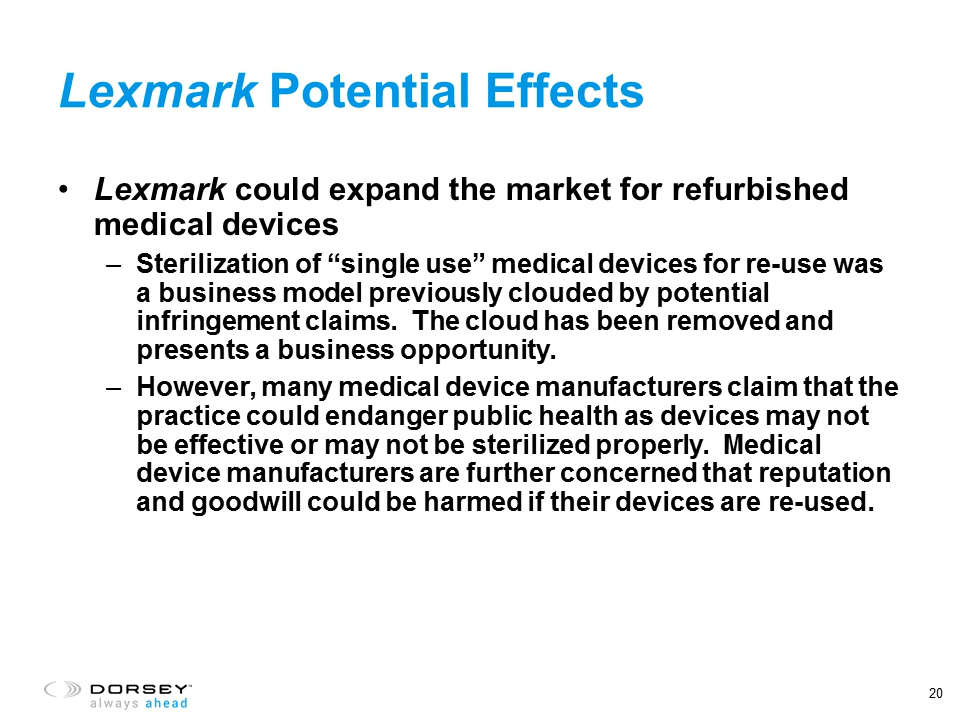 Lexmark Potential Effects
• Lexmark could expand the market for refurbished
medical devices
– Sterilization of “single use” medical devices for re-use was
a business model previously clouded by potential
infringement claims.  The cloud has been removed and
presents a business opportunity.
– However, many medical device manufacturers claim that the
practice could endanger public health as devices may not
be effective or may not be sterilized properly.  Medical
device manufacturers are further concerned that reputation
and goodwill could be harmed if their devices are re-used.
DORSEY™
always ahead
20